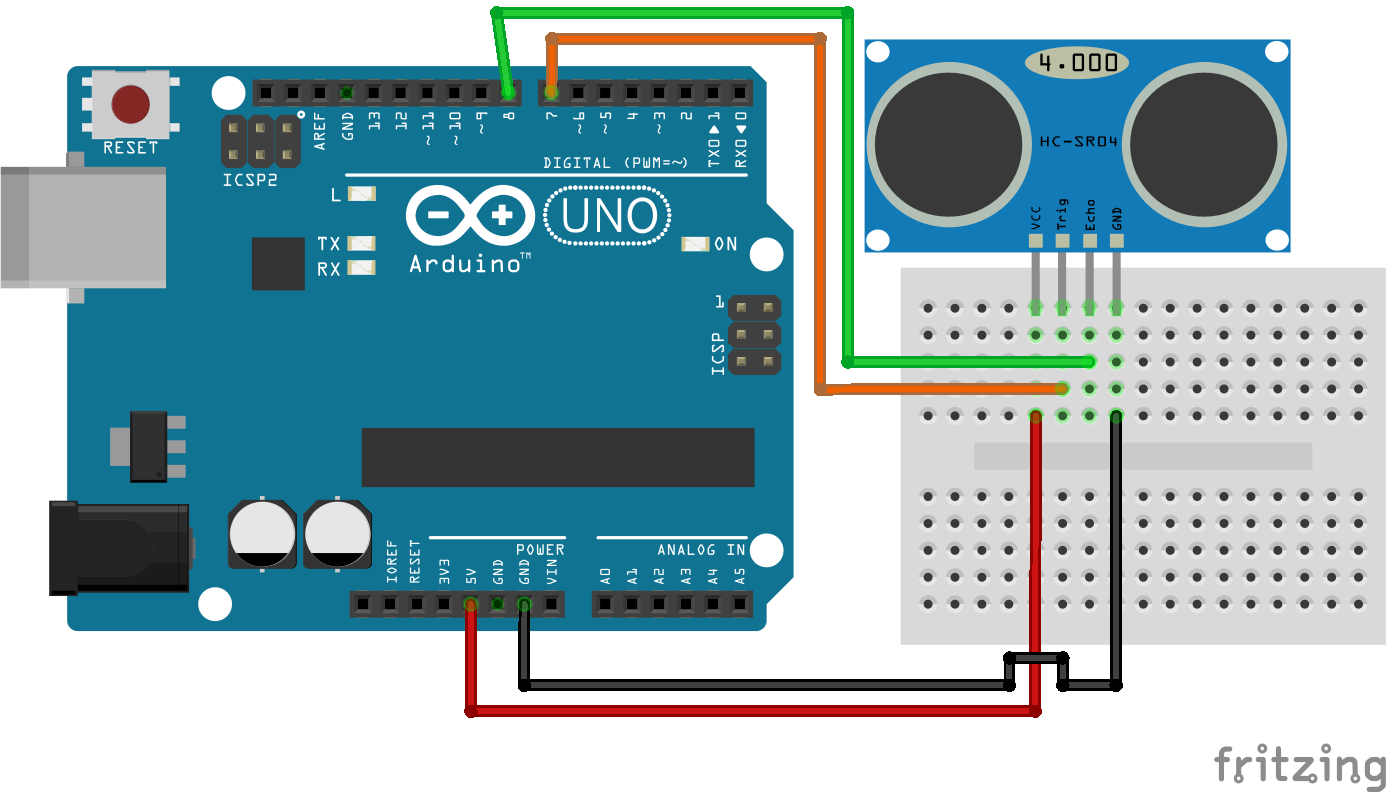 4.000
HC-SR04
VCC
Trig
Echo
GND
RESET
ICSP2
AREF
GND
13
12
~11
~10
~9
8
7
~6
~5
4
~3
2
TX0▶1
RX0◀0
DIGITAL (PWM=~)
L
TX
RX
UNO
ON
Arduino™
1
ICSP
POWER
ANALOG IN
IOREF
RESET
3V3
5V
GND
GND
VIN
A0
A1
A2
A3
A4
A5
fritzing